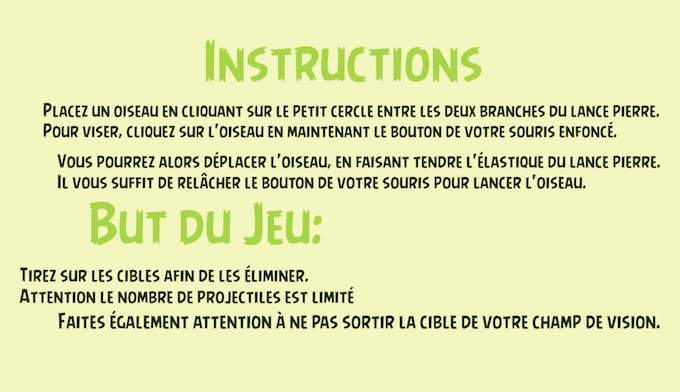 Instructions
Placez un oiseau en cliquant sur le petit cercle entre les deux branches du lance pierre.
Pour viser, cliquez sur l'oiseau en maintenant le bouton de votre souris enfoncé.
Vous pourrez alors déplacer l'oiseau, en faisant tendre l'élastique du lance pierre.
Il vous suffit de relâcher le bouton de votre souris pour lancer l'oiseau.
But du Jeu:
Tirez sur les cibles afin de les éliminer.
Attention le nombre de projectiles est limité
Faites également attention à ne pas sortir la cible de votre champ de vision.